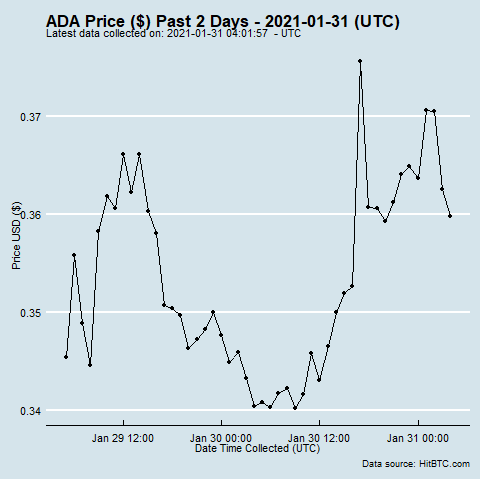 ADA Price ($) Past 2 Days - 2021-01-31 (UTC)
Latest data collected on: 2021-01-31 04:01:57 - UTC
0.37
0.36
0.35
0.34
Price USD ($)
Jan 29 12:00
Jan 30 00:00
Jan 30 12:00
Jan 31 00:00
Date Time Collected (UTC)
Data source: HitBTC.com